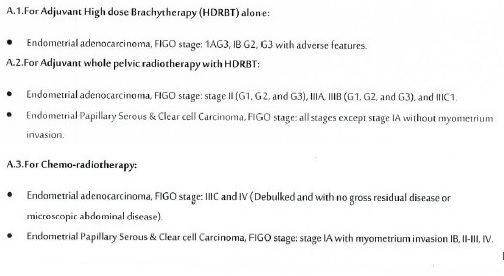 A.1.For Adjuvant High dose Brachytherapy (HDRBT) alone:
• Endometrial adenocarcinoma, FIGO stage: 1AG3, IB G2, G3 with adverse features.
A.2.For Adjuvant whole pelvic radiotherapy with HDRBT:
• Endometrial adenocarcinoma, FIGO stage: stage II (G1, G2, and G3), IIIA, IIIB (G1, G2, and G3), and IIIC1.
• Endometrial Papillary Serous & Clear cell Carcinoma, FIGO stage: all stages except stage IA without myometrium
invasion.
A.3.For Chemo-radiotherapy:
• Endometrial adenocarcinoma, FIGO stage: IIIC and IV (Debulked and with no gross residual disease or
microscopic abdominal disease).
• Endometrial Papillary Serous & Clear cell Carcinoma, FIGO stage: stage IA with myometrium invasion IB, II-III, IV.